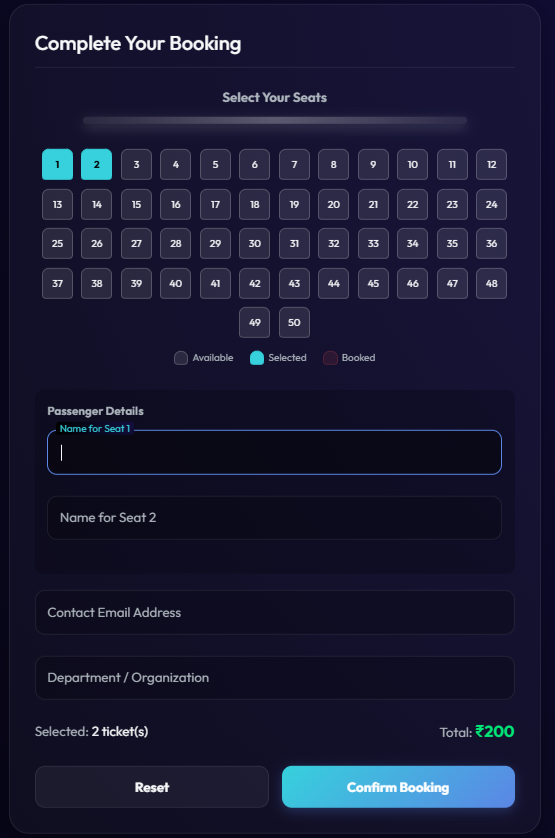 Complete Your Booking
Select Your Seats
1 2 3 4 5 6 7 8 9 10 11 12
13 14 15 16 17 18 19 20 21 22 23 24
25 26 27 28 29 30 31 32 33 34 35 36
37 38 39 40 41 42 43 44 45 46 47 48
49 50
Available Selected Booked
Passenger Details
Name for Seat 1
Name for Seat 2
Contact Email Address
Department / Organization
Selected: 2 ticket(s) Total: ₹200
Reset Confirm Booking